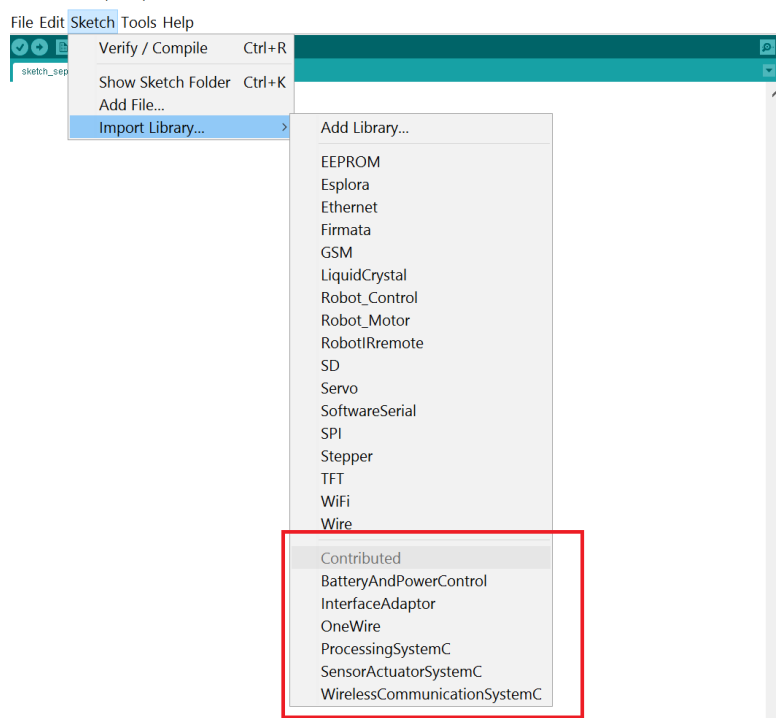 File Edit Sketch Tools Help
Verify / Compile Ctrl+R
sketch_sep
Show Sketch Folder Ctrl+K
Add File...
Import Library... >
Add Library...
EEPROM
Esplora
Ethernet
Firmata
GSM
LiquidCrystal
Robot_Control
Robot_Motor
RobotIRremote
SD
Servo
SoftwareSerial
SPI
Stepper
TFT
WiFi
Wire
Contributed
BatteryAndPowerControl
InterfaceAdaptor
OneWire
ProcessingSystemC
SensorActuatorSystemC
WirelessCommunicationSystemC